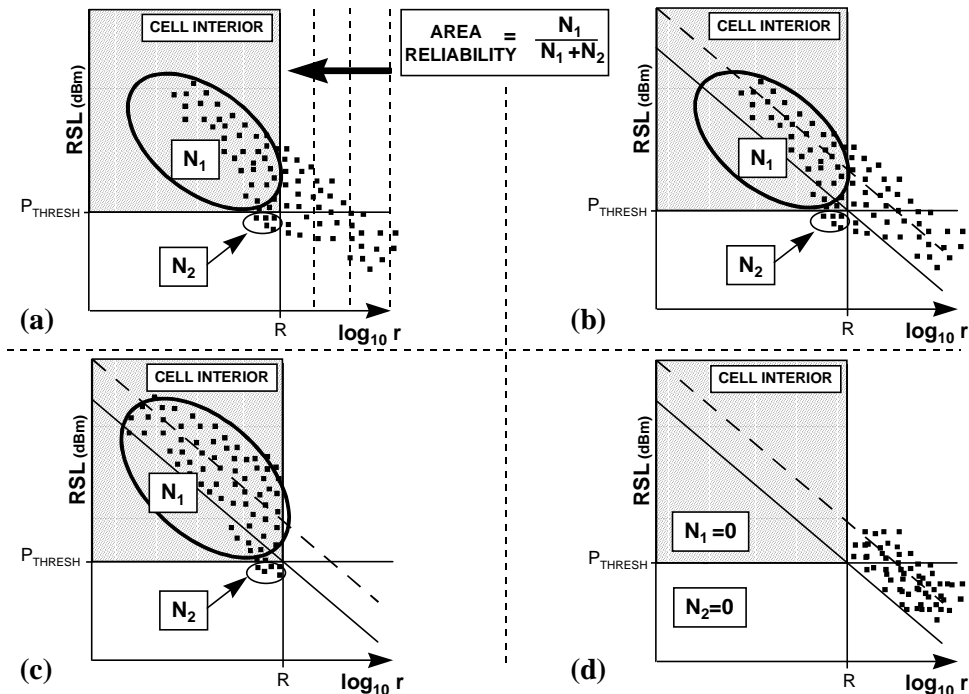 CELL INTERIOR
AREA RELIABILITY = N1 / N1+N2
RSL (dBm)
N1
PTHRESH
N2
(a)
R
log10 r
CELL INTERIOR
RSL (dBm)
N1
PTHRESH
N2
(b)
R
log10 r
CELL INTERIOR
RSL (dBm)
N1
PTHRESH
N2
(c)
R
log10 r
CELL INTERIOR
RSL (dBm)
N1=0
PTHRESH
N2=0
(d)
R
log10 r